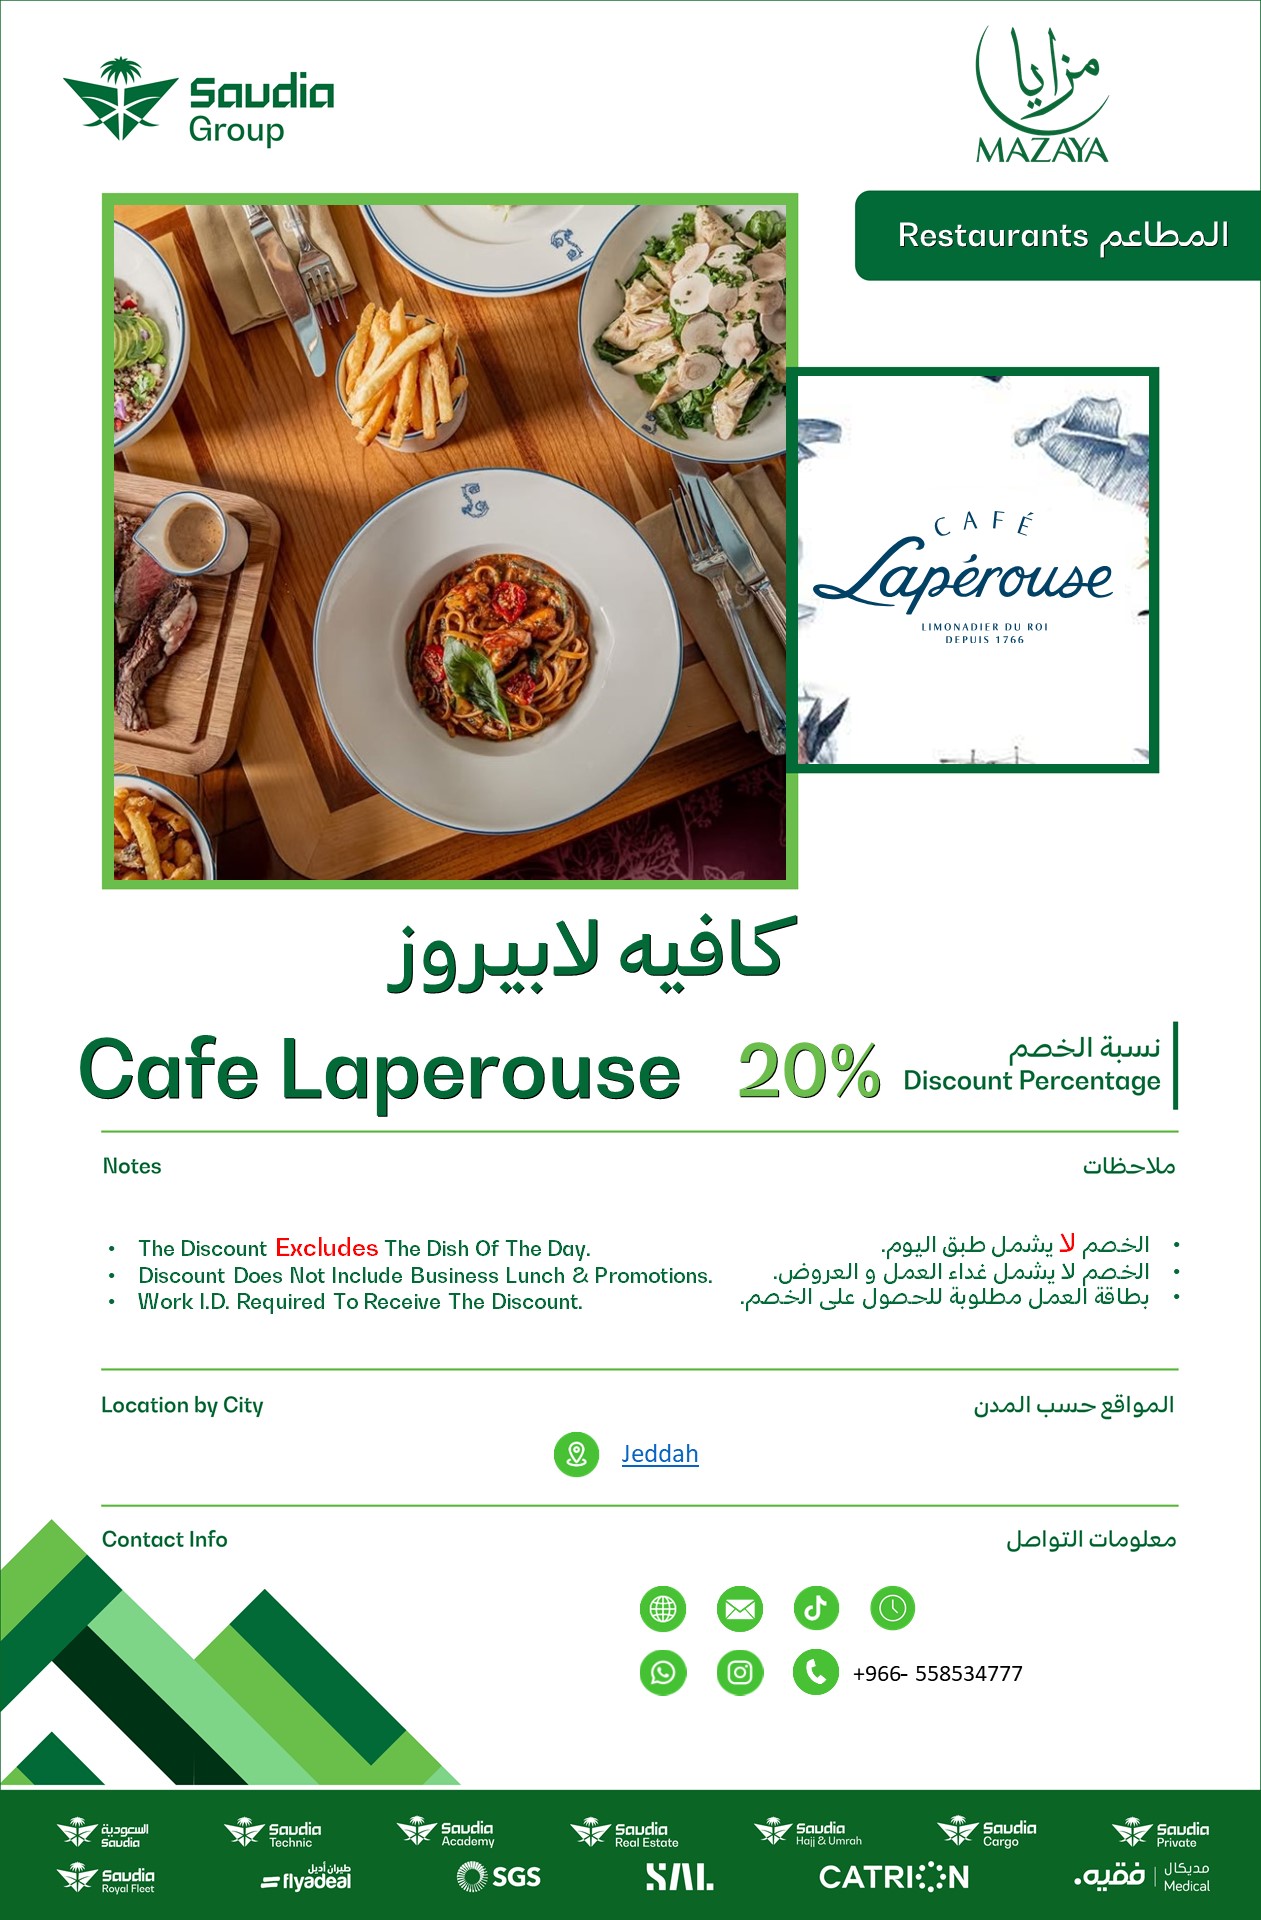 Saudia
Group
مزايا
MAZAYA
Restaurants المطاعم
CAFÉ
Lapérouse
LIMONADIER DU ROI
DEPUIS 1766
كافيه لابيروز
Cafe Laperouse
20%
نسبة الخصم
Discount Percentage
Notes
ملاحظات
• The Discount Excludes The Dish Of The Day.
• Discount Does Not Include Business Lunch & Promotions.
• Work I.D. Required To Receive The Discount.
• الخصم لا يشمل طبق اليوم.
• الخصم لا يشمل غداء العمل و العروض.
• بطاقة العمل مطلوبة للحصول على الخصم.
Location by City
المواقع حسب المدن
Jeddah
Contact Info
معلومات التواصل
+966- 558534777
السعودية
Saudia
Saudia
Technic
Saudia
Academy
Saudia
Real Estate
Saudia
Hajj & Umrah
Saudia
Cargo
Saudia
Private
Saudia
Royal Fleet
طيران أديل
flyadeal
SGS
SAL
CATRION
فقيه.
مديكال
Medical